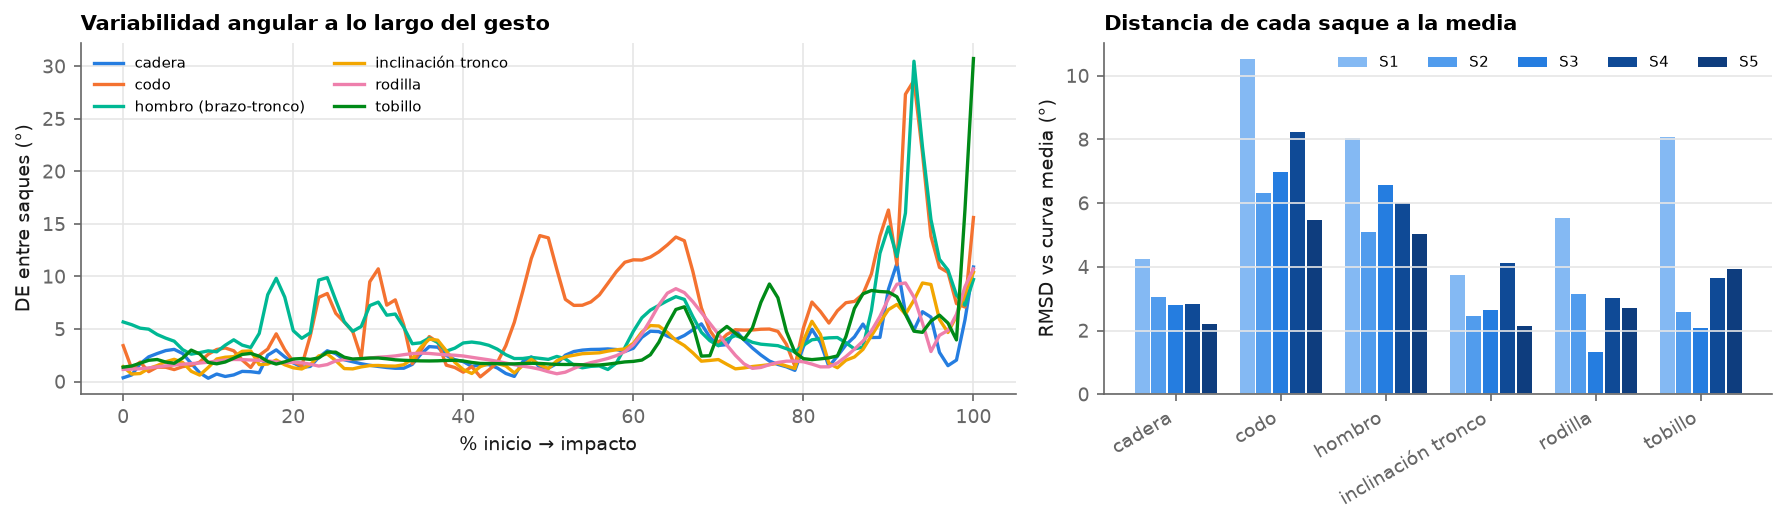 Variabilidad angular a lo largo del gesto
DE entre saques (°)
30
25
20
15
10
5
0
cadera
codo
hombro (brazo-tronco)
inclinación tronco
rodilla
tobillo
0 20 40 60 80 100
% inicio → impacto
Distancia de cada saque a la media
RMSD vs curva media (°)
10
8
6
4
2
0
S1 S2 S3 S4 S5
cadera
codo
hombro
inclinación tronco
rodilla
tobillo